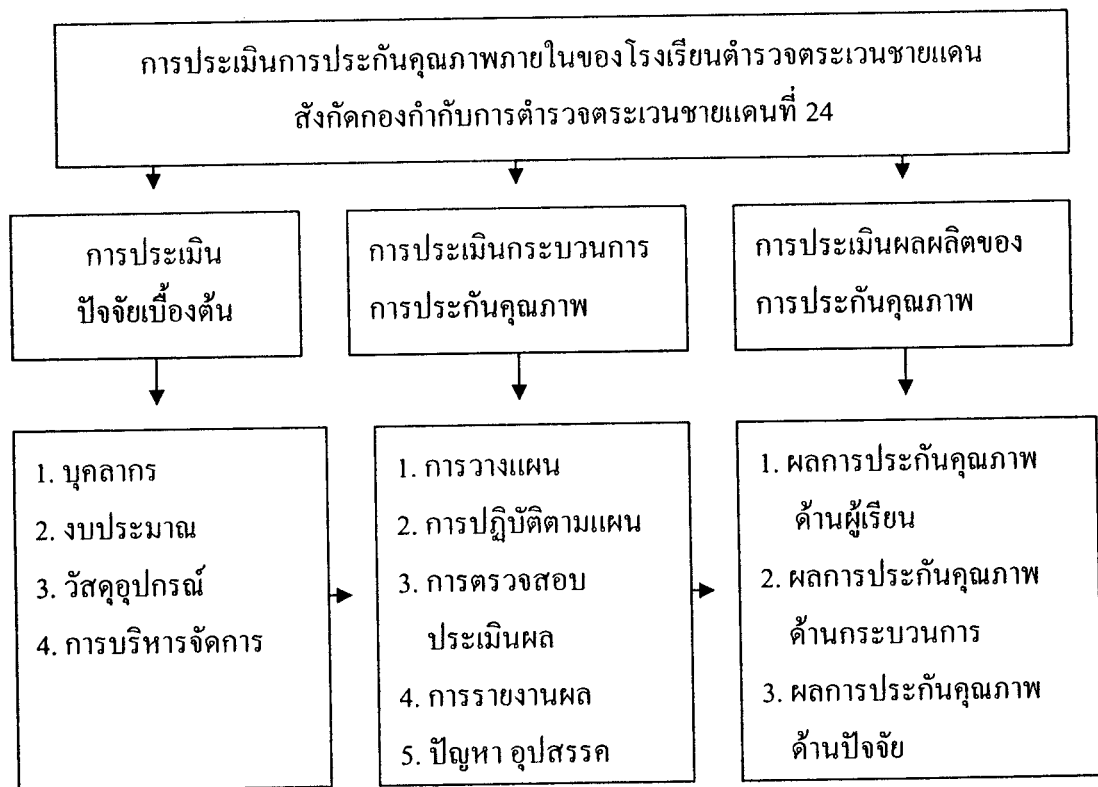 การประเมินการประกันคุณภาพภายในของโรงเรียนตำรวจตระเวนชายแดน
สังกัดกองกำกับการตำรวจตระเวนชายแดนที่ 24
การประเมิน
ปัจจัยเบื้องต้น
การประเมินกระบวนการ
การประกันคุณภาพ
การประเมินผลผลิตของ
การประกันคุณภาพ
1. บุคลากร
2. งบประมาณ
3. วัสดุอุปกรณ์
4. การบริหารจัดการ
1. การวางแผน
2. การปฏิบัติตามแผน
3. การตรวจสอบ
ประเมินผล
4. การรายงานผล
5. ปัญหา อุปสรรค
1. ผลการประกันคุณภาพ
ด้านผู้เรียน
2. ผลการประกันคุณภาพ
ด้านกระบวนการ
3. ผลการประกันคุณภาพ
ด้านปัจจัย